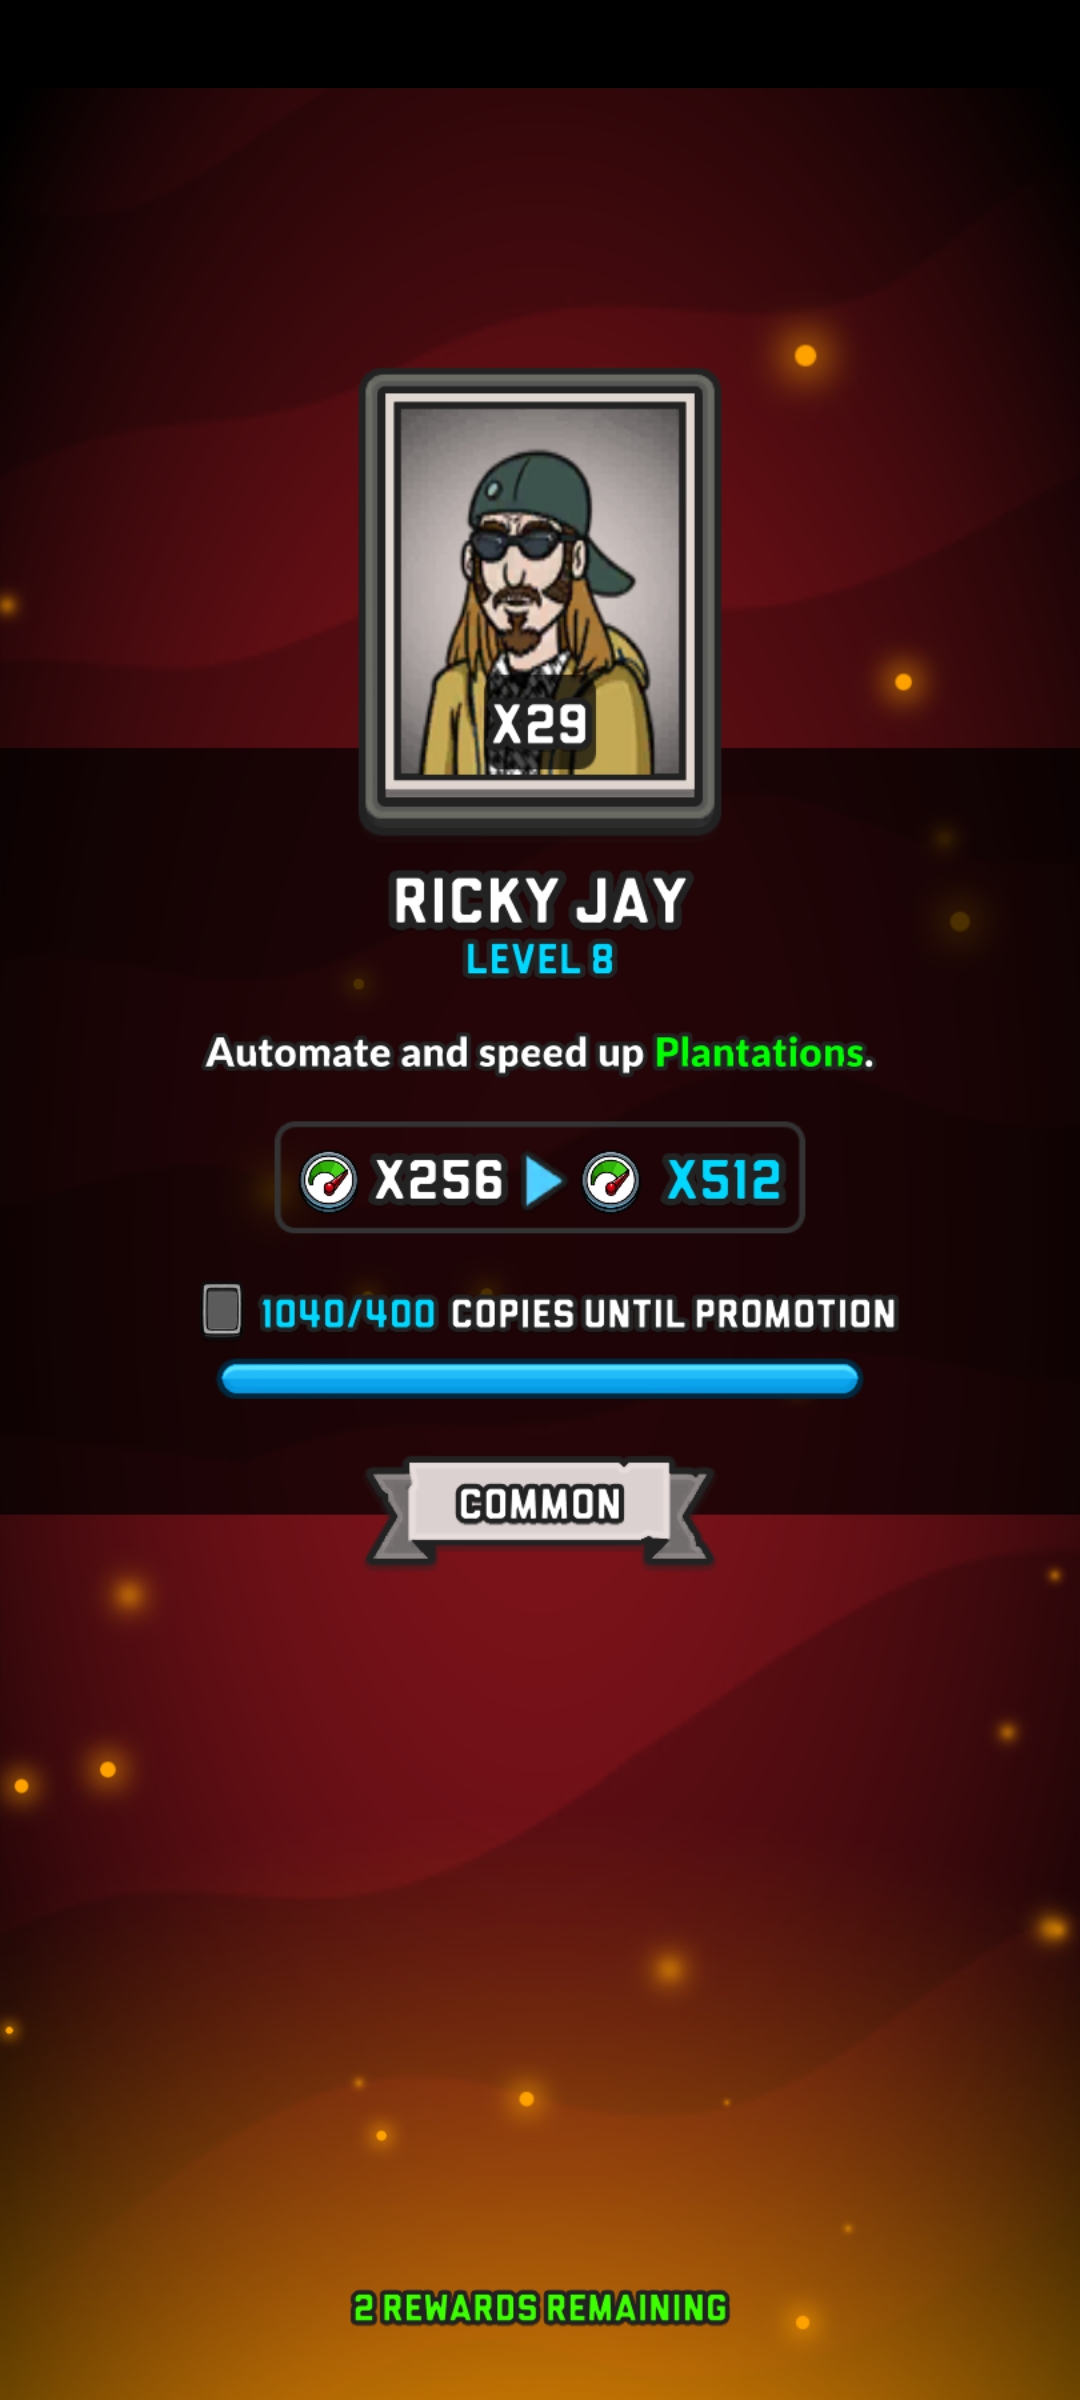 X29
RICKY JAY
LEVEL 8
Automate and speed up Plantations.
X256 X512
1040/400 COPIES UNTIL PROMOTION
COMMON
2 REWARDS REMAINING